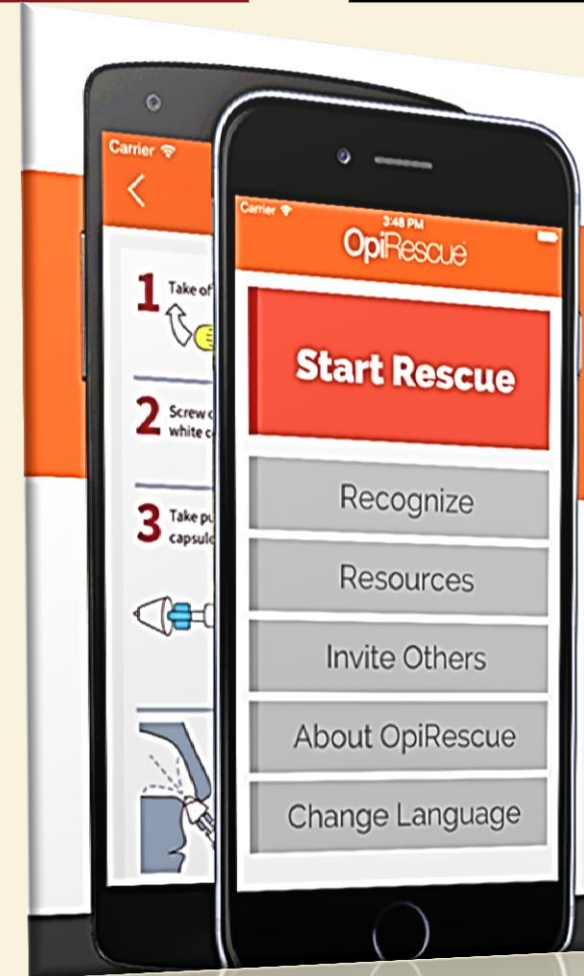 Carrier
1 Take of
2 Screw
white c
3 Take pu
capsul
Carrier
3:48 PM
OpiRescue
Start Rescue
Recognize
Resources
Invite Others
About OpiRescue
Change Language